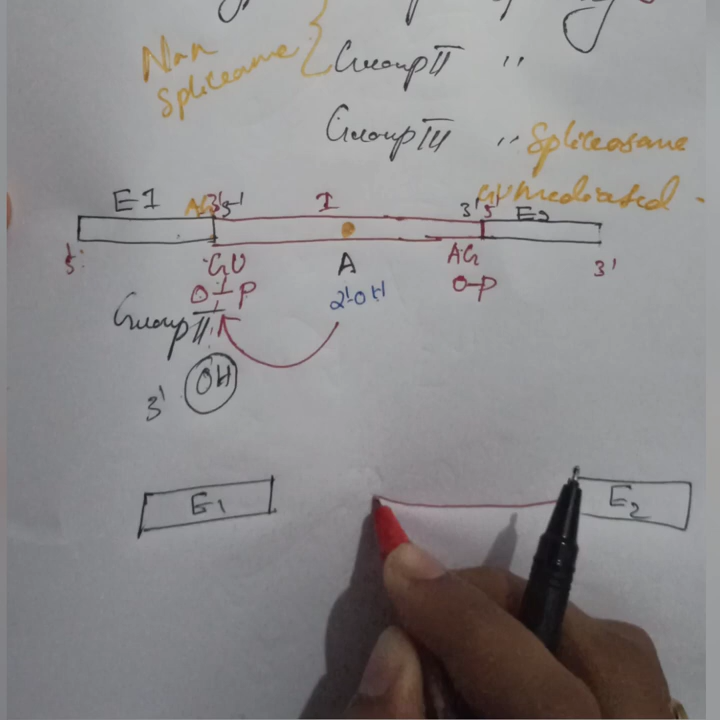 Non
Spliceosome
Group II "
Group III " Spliceosome
mediated -
E1 AG 3' 5' I 3' 5' E2
5' GU A AG 3'
O-P 2'-OH O-P
Group II
3' OH
E1 E2